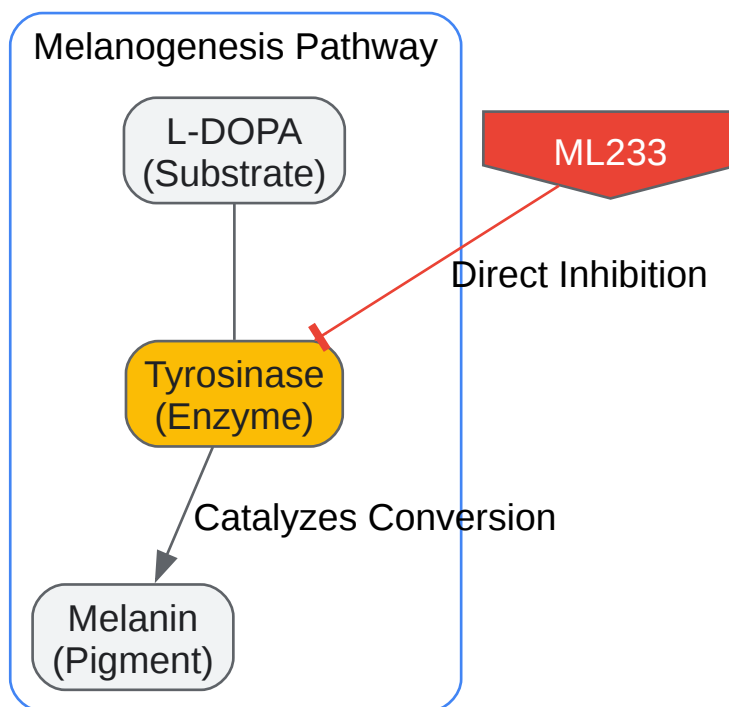 Melanogenesis Pathway
L-DOPA
(Substrate)
ML233
Direct Inhibition
Tyrosinase
(Enzyme)
Catalyzes Conversion
Melanin
(Pigment)